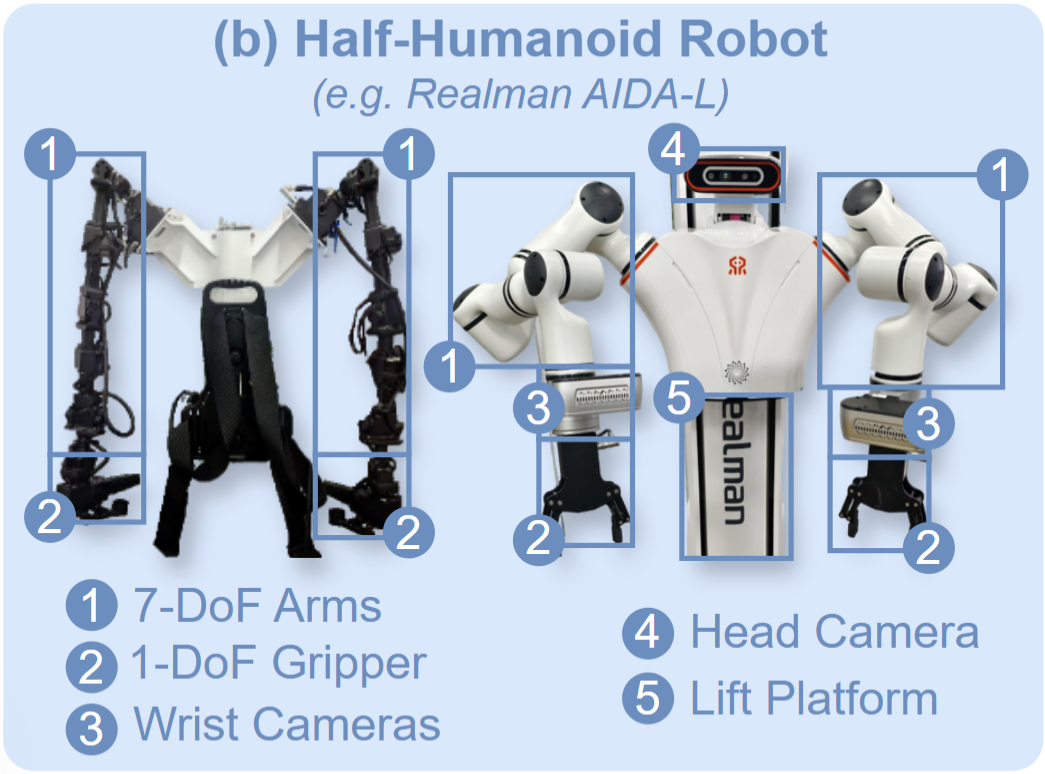 (b) Half-Humanoid Robot
(e.g. Realman AIDA-L)
1
1
4
1
1
3
5
3
2
2
2
2
ealman
1 7-DoF Arms
2 1-DoF Gripper
3 Wrist Cameras
4 Head Camera
5 Lift Platform